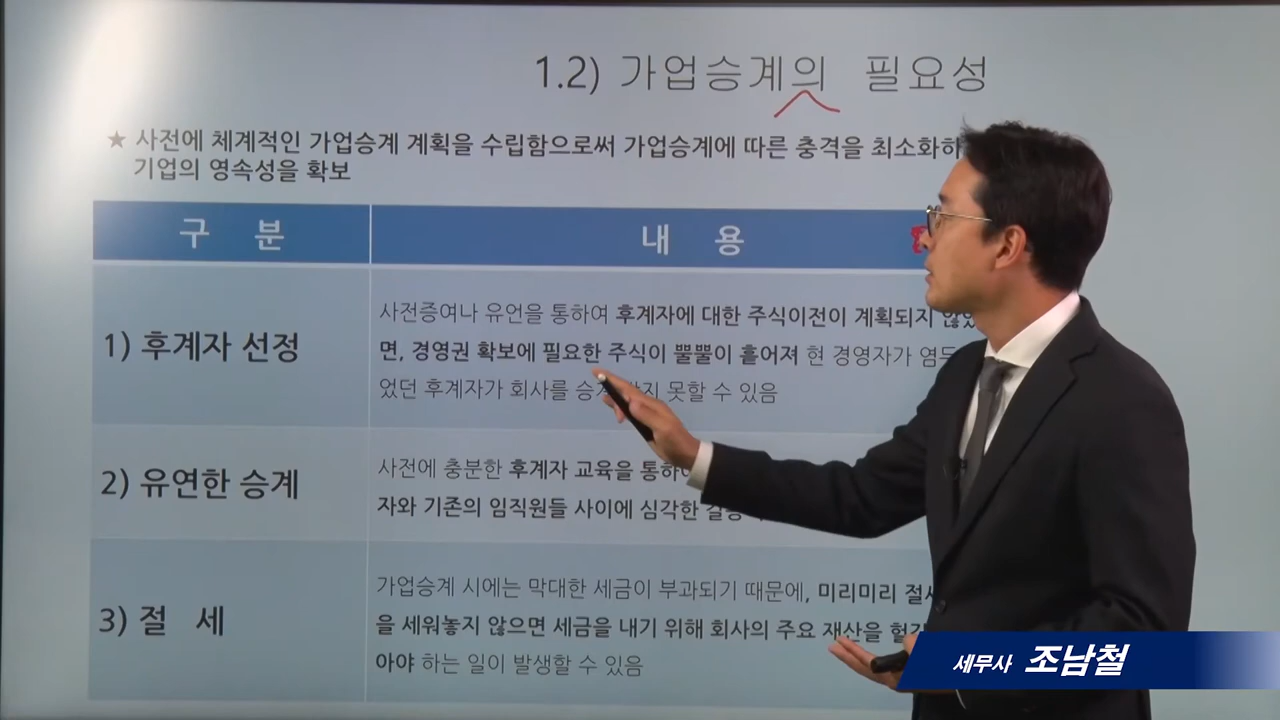 1.2) 가업승계의 필요성
★ 사전에 체계적인 가업승계 계획을 수립함으로써 가업승계에 따른 충격을 최소화하
기업의 영속성을 확보
구 분 내 용
1) 후계자 선정
사전증여나 유언을 통하여 후계자에 대한 주식이전이 계획되지
면, 경영권 확보에 필요한 주식이 뿔뿔이 흩어져 현 경영자가
었던 후계자가 회사를 못할 수 있음
2) 유연한 승계
사전에 충분한 후계자 교육을
자와 기존의 임직원들 사이에 심각한
3) 절 세
가업승계 시에는 막대한 세금이 부과되기 때문에, 미리미리
을 세워놓지 않으면 세금을 내기 위해 회사의 주요 재산을
아야 하는 일이 발생할 수 있음
세무사 조남철